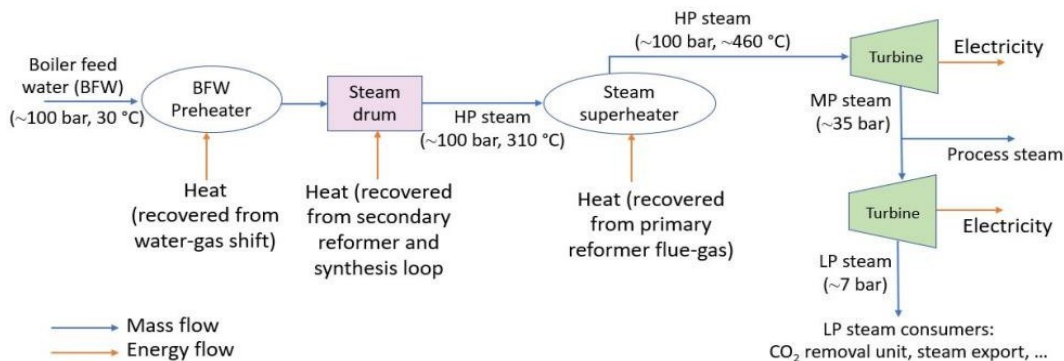 Boiler feed
water (BFW)
(~100 bar, 30 °C)
BFW
Preheater
Heat
(recovered from
water-gas shift)
Steam
drum
Heat (recovered
from secondary
reformer and
synthesis loop
HP steam
(~100 bar, 310 °C)
Steam
superheater
Heat (recovered
from primary
reformer flue-gas)
HP steam
(~100 bar, ~460 °C)
Turbine
Electricity
MP steam
(~35 bar)
Process steam
Turbine
Electricity
LP steam
(~7 bar)
LP steam consumers:
CO₂ removal unit, steam export, ...
Mass flow
Energy flow